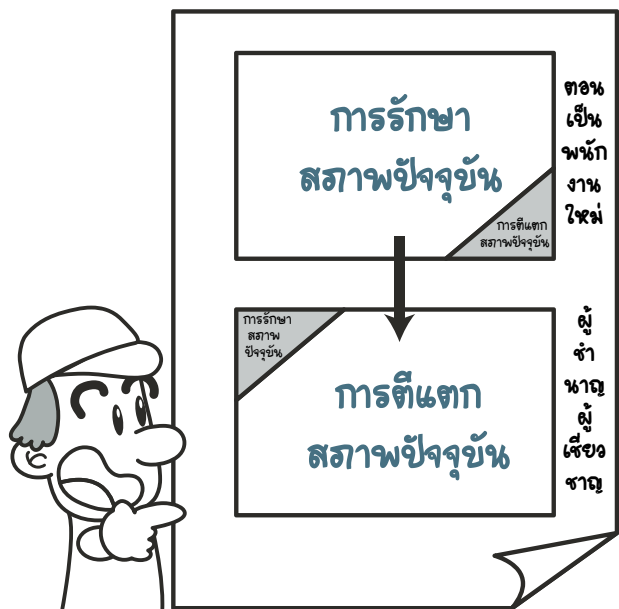 การรักษา
สภาพปัจจุบัน
การตีแตก
สภาพปัจจุบัน
ตอน
เป็น
พนัก
งาน
ใหม่
การรักษา
สภาพ
ปัจจุบัน
การตีแตก
สภาพปัจจุบัน
ผู้
ชำ
นาญ
ผู้
เชี่ยว
ชาญ